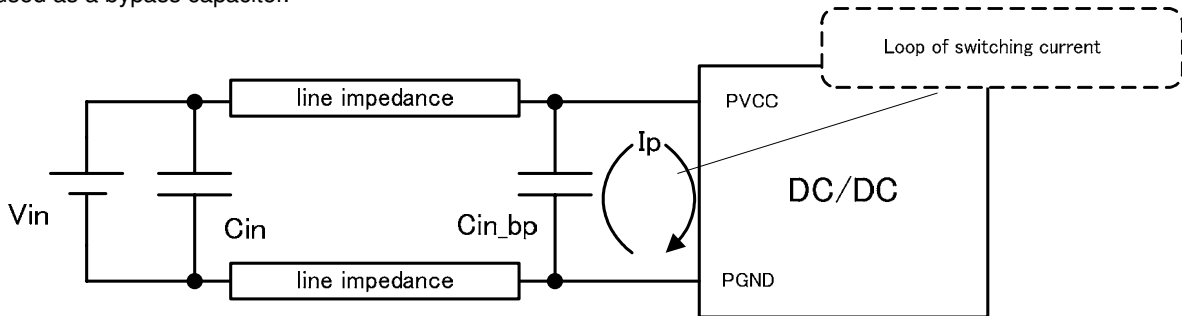 used as a bypass capacitor.
Loop of switching current
line impedance
PVCC
Ip
DC/DC
Vin
Cin
Cin_bp
line impedance
PGND